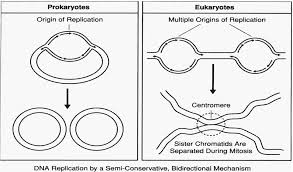 Prokaryotes
Origin of Replication
Eukaryotes
Multiple Origins of Replication
Centromere
Sister Chromatids Are
Separated During Mitosis
DNA Replication by a Semi-Conservative, Bidirectional Mechanism